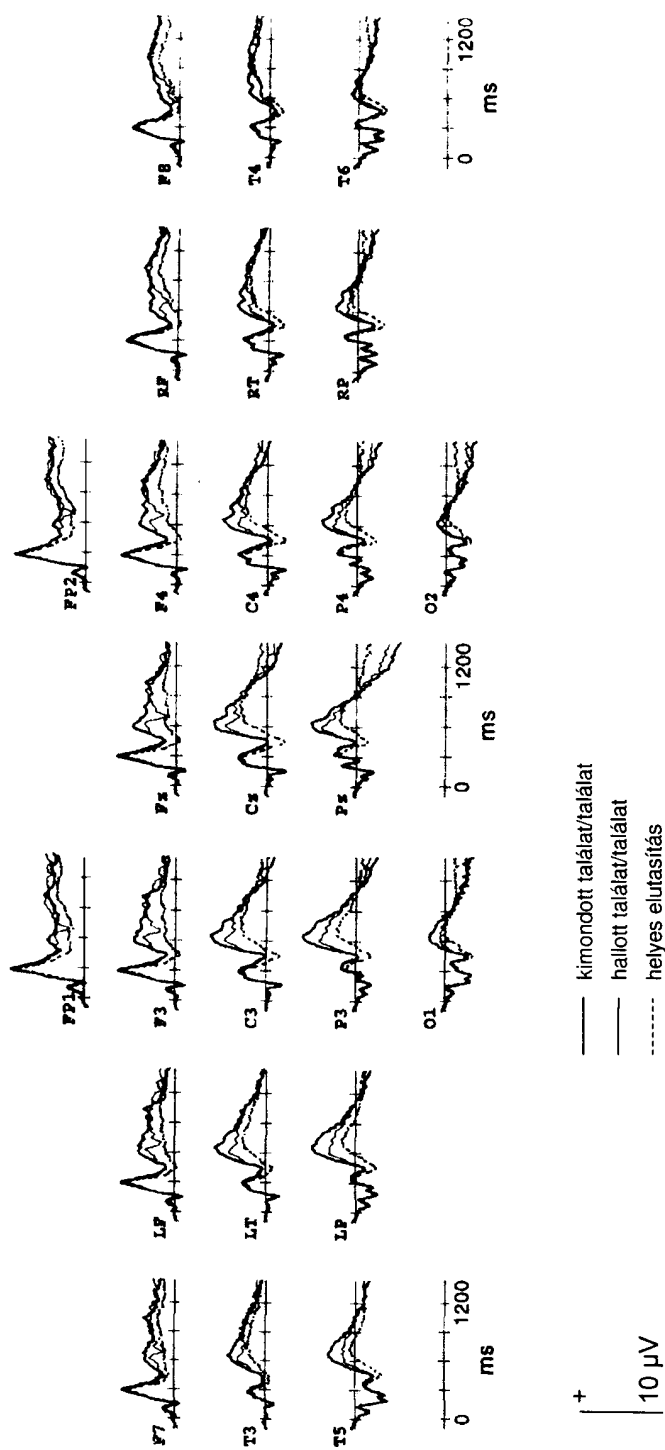 FP1 FP2
F7 LF F3 Fz F4 RF F8
T3 LT C3 Cz C4 RT T4
T5 LP P3 Pz P4 RP T6
O1 O2
0 1200 0 1200 0 1200
ms ms ms
+
10 µV
kimondott találat/találat
hallott találat/találat
helyes elutasítás